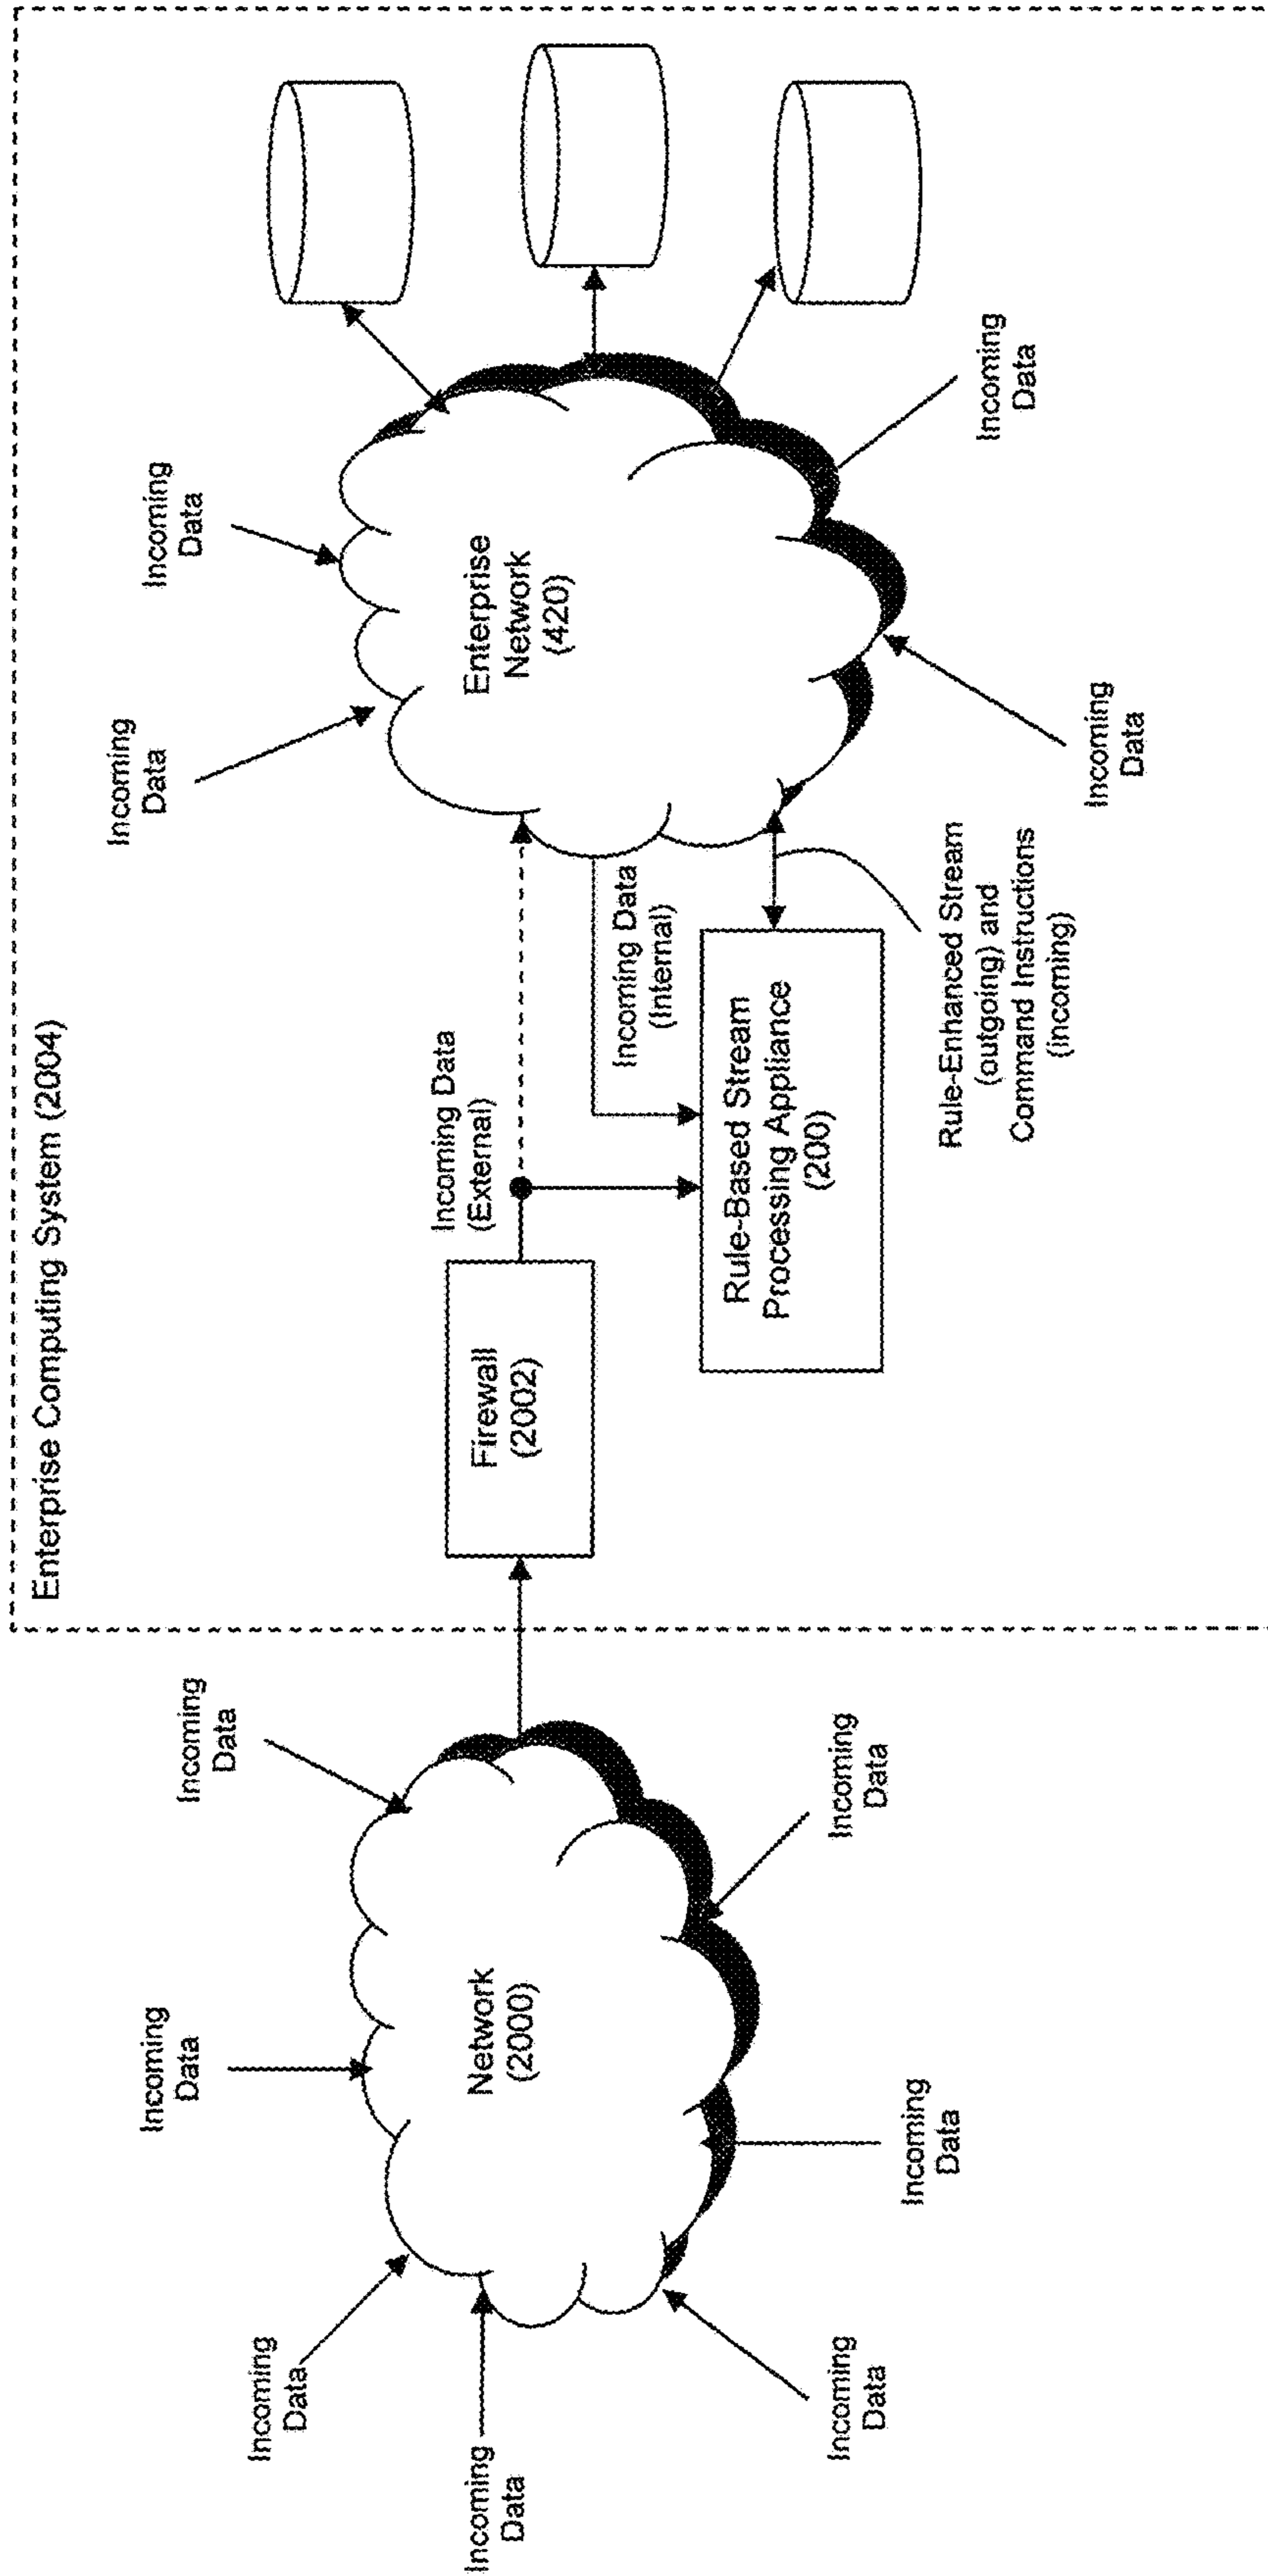 Enterprise Computing System (2004)
Incoming
Data
Incoming
Data
Incoming
Data
Incoming
Data
Incoming
Data
Incoming
Data
Incoming
Data
Network
(2000)
Firewall
(2002)
Incoming Data
(External)
Incoming Data
(Internal)
Rule-Based Stream
Processing Appliance
(200)
Rule-Enhanced Stream
(outgoing) and
Command Instructions
(incoming)
Incoming
Data
Incoming
Data
Enterprise
Network
(420)
Incoming
Data
Incoming
Data